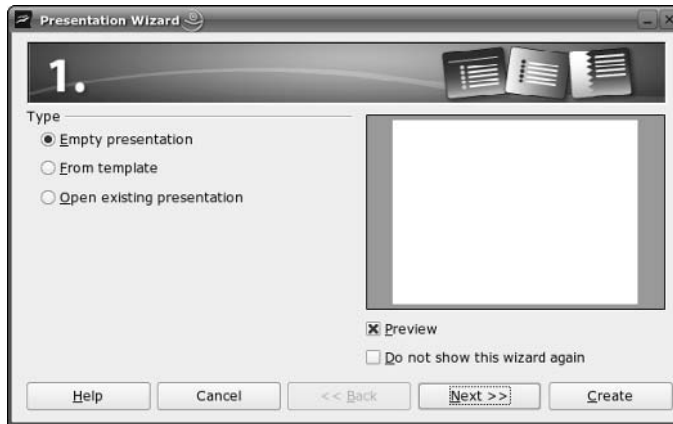 Presentation Wizard
1.
Type
Empty presentation
From template
Open existing presentation
Preview
Do not show this wizard again
Help Cancel << Back Next >> Create